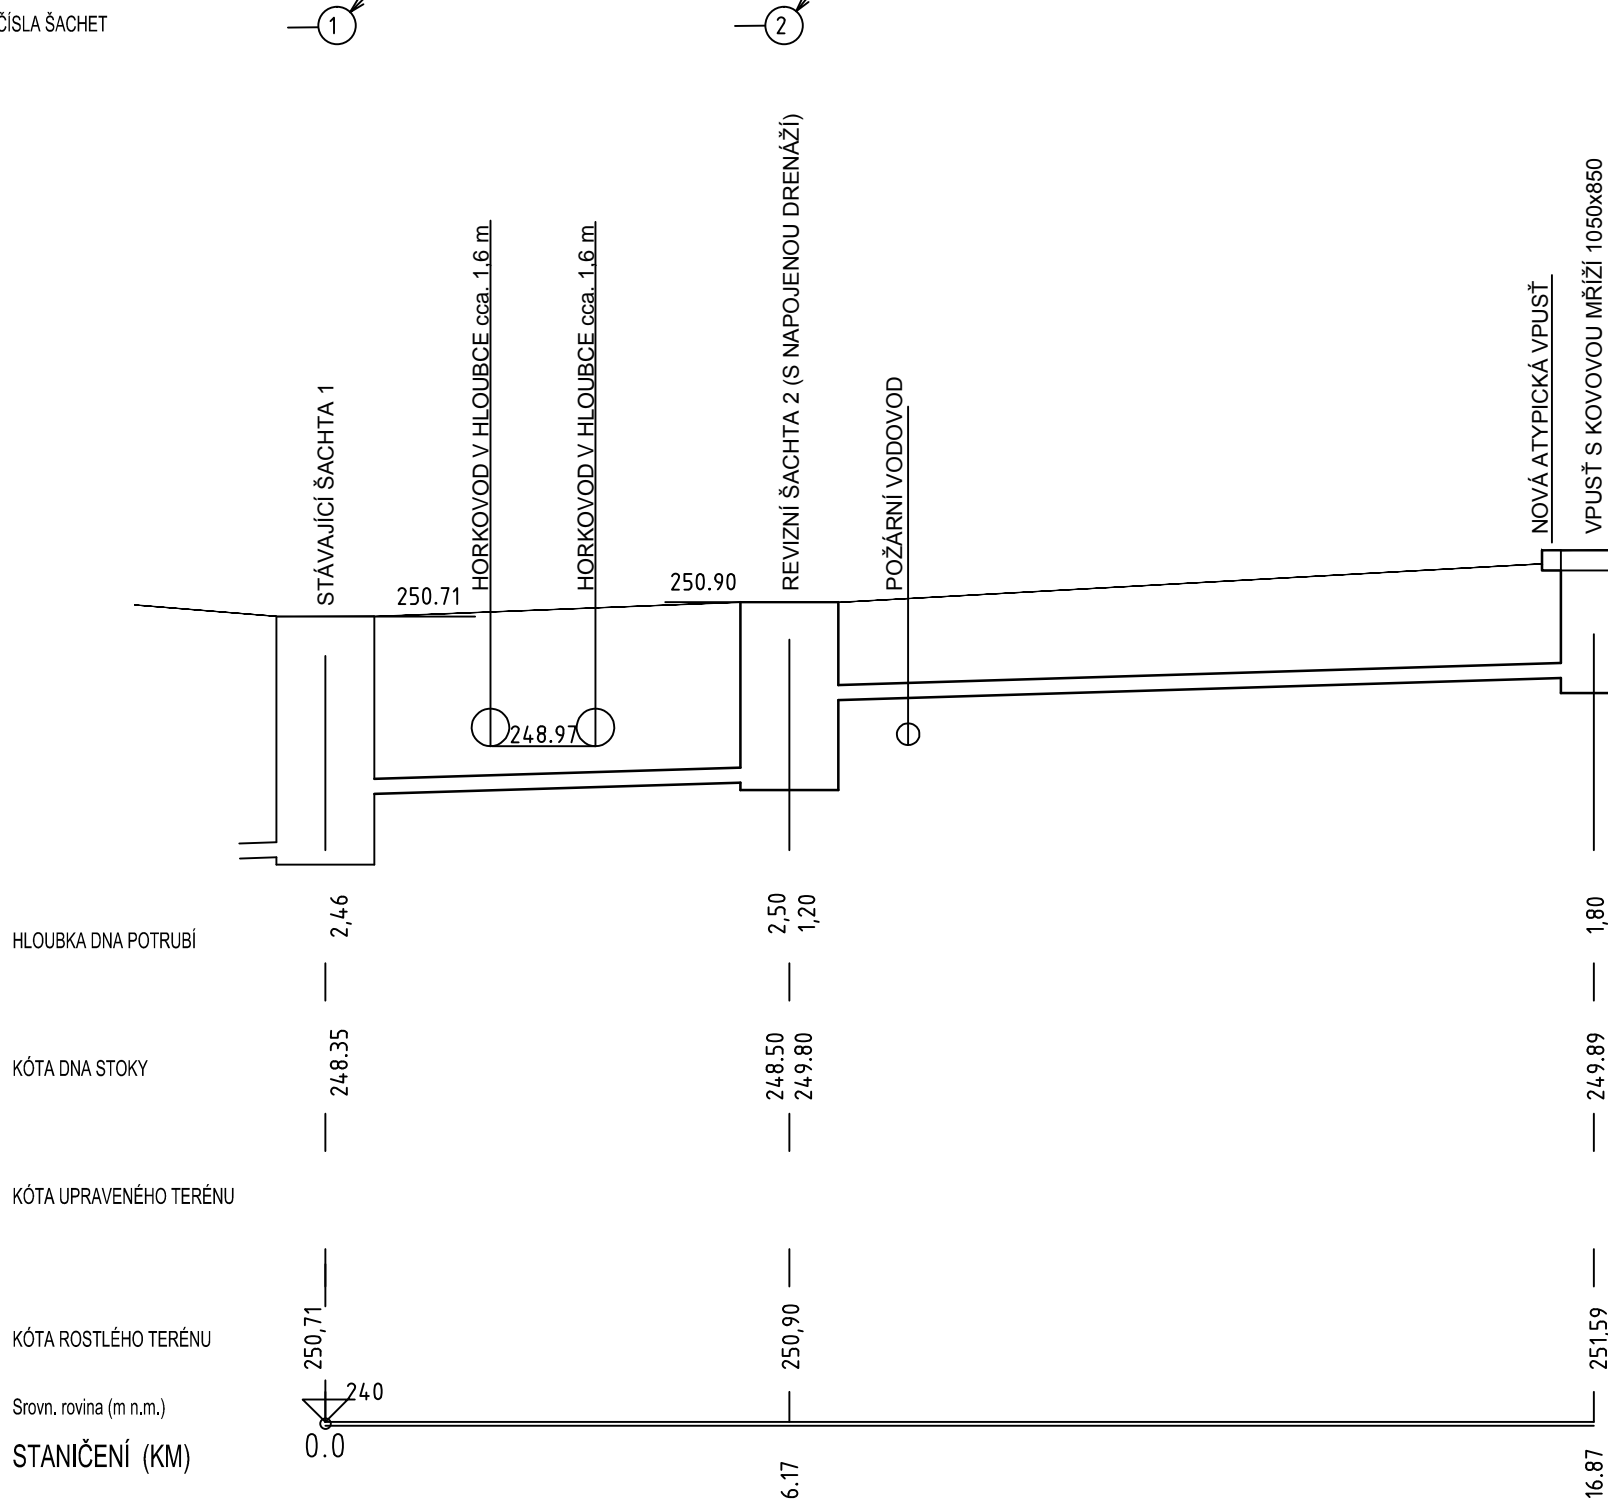 ČÍSLA ŠACHET
1
2
STÁVAJÍCÍ ŠACHTA 1
HORKOVOD V HLOUBCE cca. 1,6 m
HORKOVOD V HLOUBCE cca. 1,6 m
REVIZNÍ ŠACHTA 2 (S NAPOJENOU DRENÁŽÍ)
POŽÁRNÍ VODOVOD
NOVÁ ATYPICKÁ VPUSŤ
VPUSŤ S KOVOVOU MŘÍŽÍ 1050x850
250.71
250.90
248.97
HLOUBKA DNA POTRUBÍ
2,46
2,50
1,20
1,80
KÓTA DNA STOKY
248.35
248.50
249.80
249.89
KÓTA UPRAVENÉHO TERÉNU
KÓTA ROSTLÉHO TERÉNU
250,71
250,90
251,59
Srovn. rovina (m n.m.)
240
STANIČENÍ (KM)
0.0
6.17
16.87